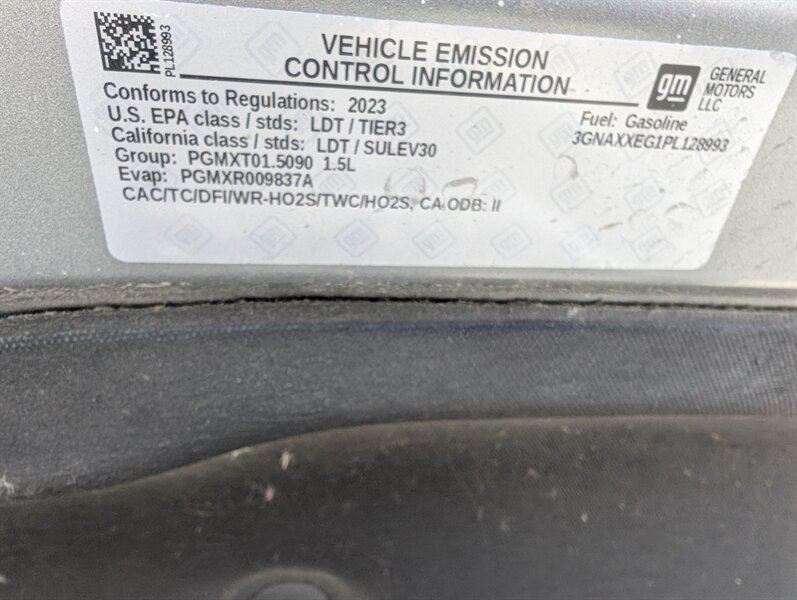 PL128993
VEHICLE EMISSION
CONTROL INFORMATION
gm
GENERAL
MOTORS
LLC
Conforms to Regulations: 2023
U.S. EPA class / stds: LDT / TIER3
California class / stds: LDT / SULEV30
Group: PGMXT01.5090 1.5L
Evap: PGMXR009837A
CAC/TC/DFI/WR-HO2S/TWC/HO2S, CA ODB: II
Fuel: Gasoline
3GNAXXEG1PL128993